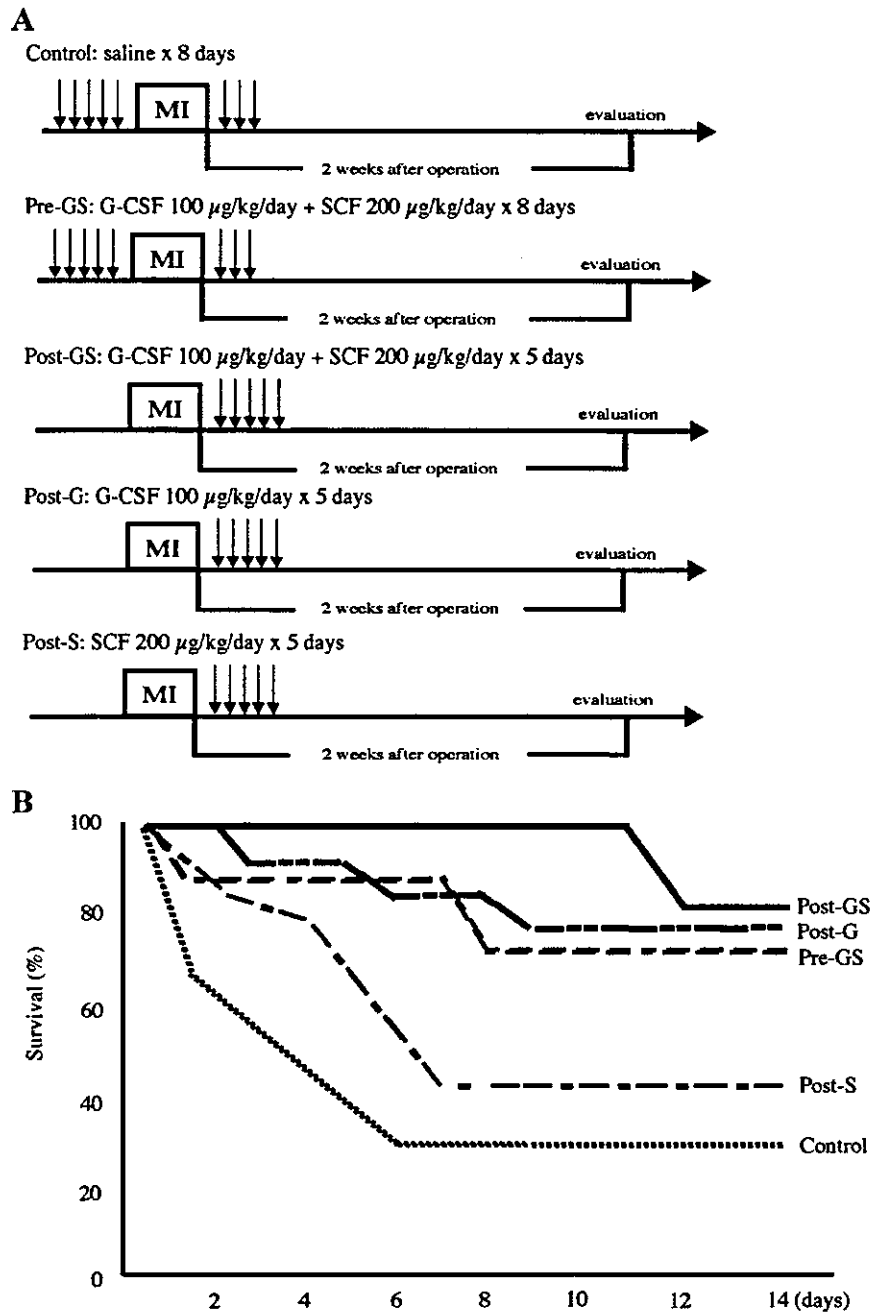 A
Control: saline x 8 days
MI
evaluation
2 weeks after operation
Pre-GS: G-CSF 100 µg/kg/day + SCF 200 µg/kg/day x 8 days
MI
evaluation
2 weeks after operation
Post-GS: G-CSF 100 µg/kg/day + SCF 200 µg/kg/day x 5 days
MI
evaluation
2 weeks after operation
Post-G: G-CSF 100 µg/kg/day x 5 days
MI
evaluation
2 weeks after operation
Post-S: SCF 200 µg/kg/day x 5 days
MI
evaluation
2 weeks after operation
B
Survival (%)
100
80
60
40
20
0
Post-GS
Post-G
Pre-GS
Post-S
Control
2 4 6 8 10 12 14 (days)